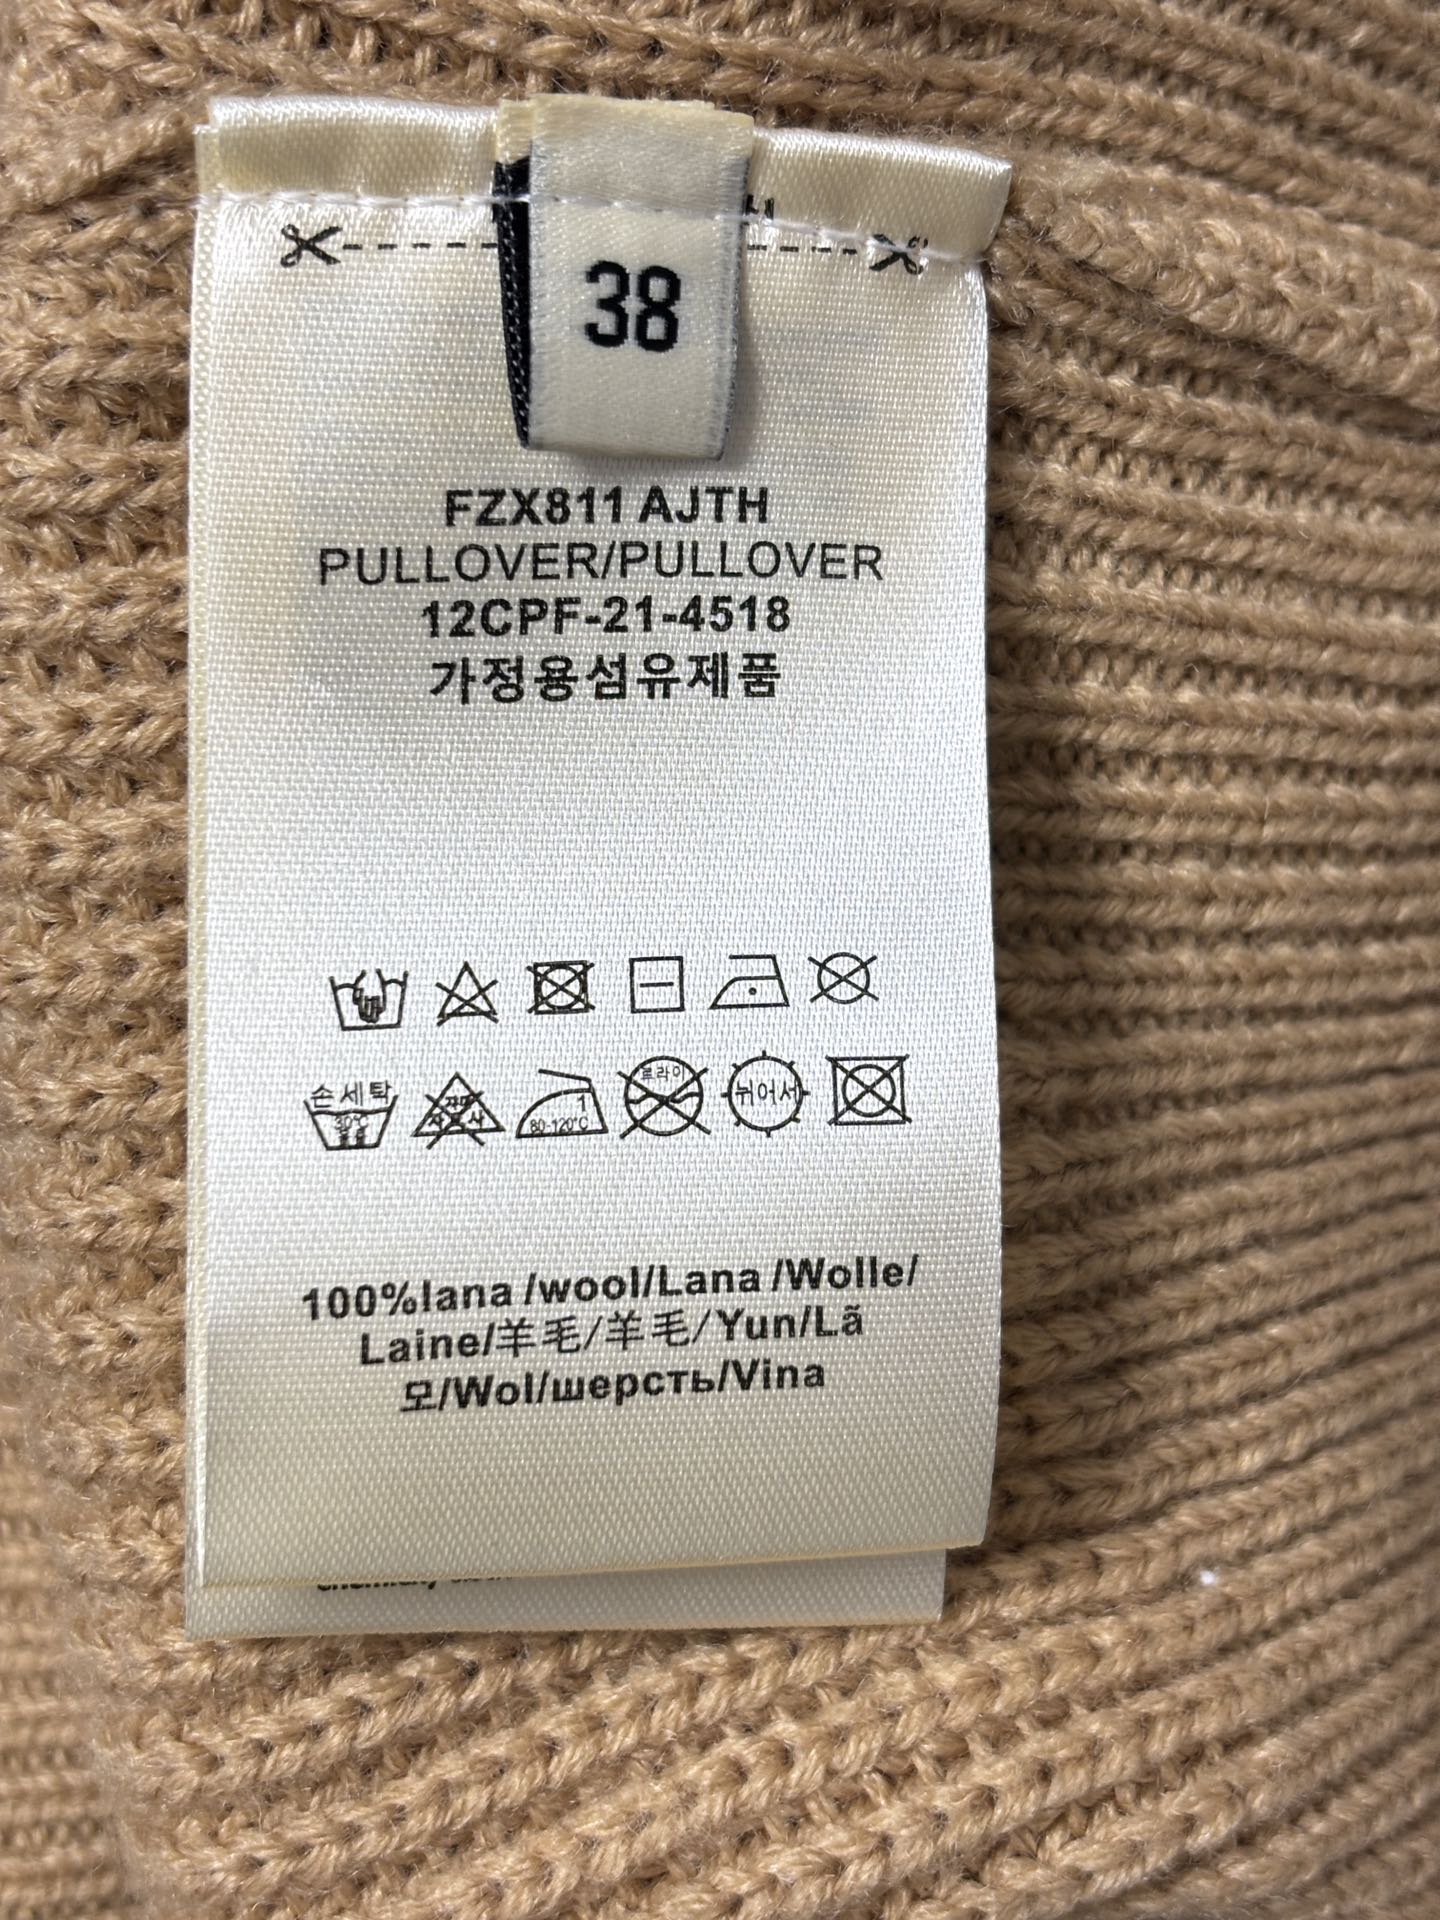 38
FZX811 AJTH
PULLOVER/PULLOVER
12CPF-21-4518
가정용섬유제품
손세탁
30℃
1
80-120℃
드라이
뉘어서
100%lana/wool/Lana/Wolle/
Laine/羊毛/羊毛/Yun/Lã
모/Wol/шерсть/Vina